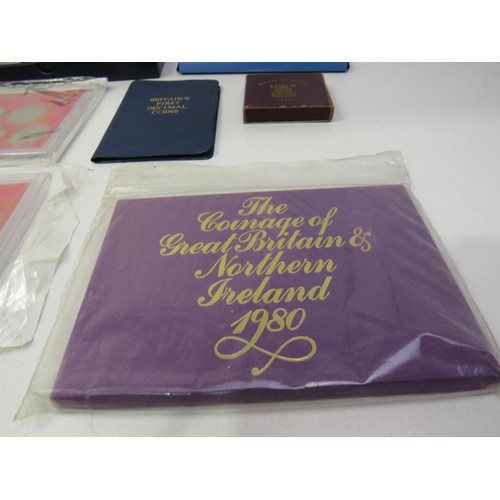 BRITAIN'S
FIRST
DECIMAL
COINS
The
Coinage of
Great Britain &
Northern
Ireland
1980